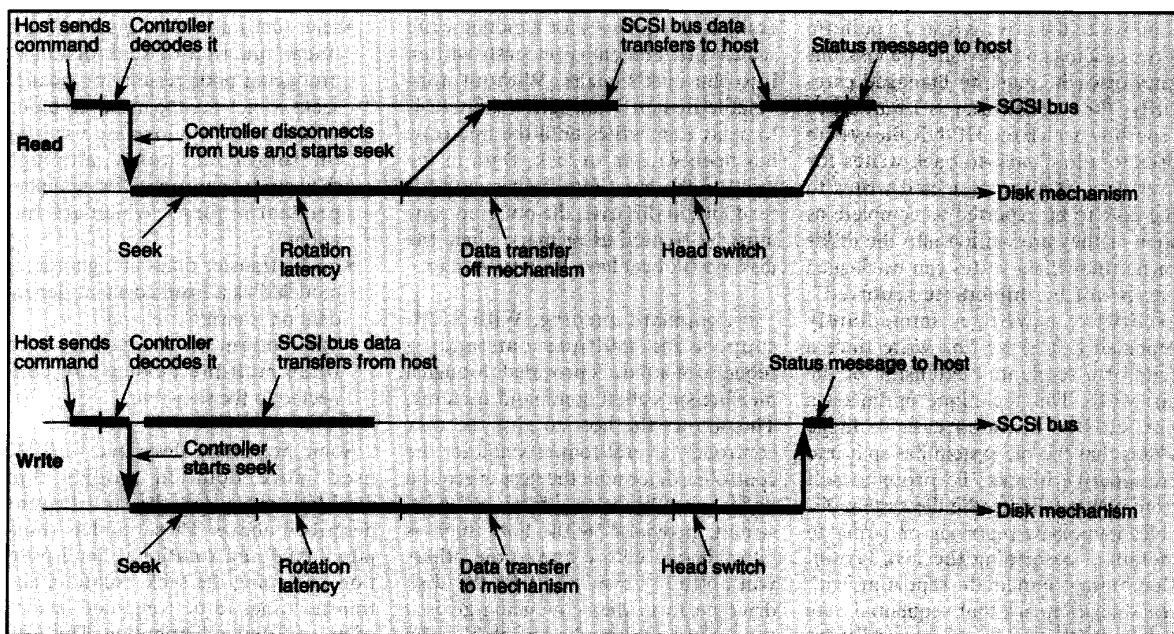 Host sends
command
Controller
decodes it
SCSI bus data
transfers to host
Status message to host
SCSI bus
Read
Controller disconnects
from bus and starts seek
Disk mechanism
Seek
Rotation
latency
Data transfer
off mechanism
Head switch
Host sends
command
Controller
decodes it
SCSI bus data
transfers from host
Status message to host
SCSI bus
Write
Controller
starts seek
Disk mechanism
Seek
Rotation
latency
Data transfer
to mechanism
Head switch